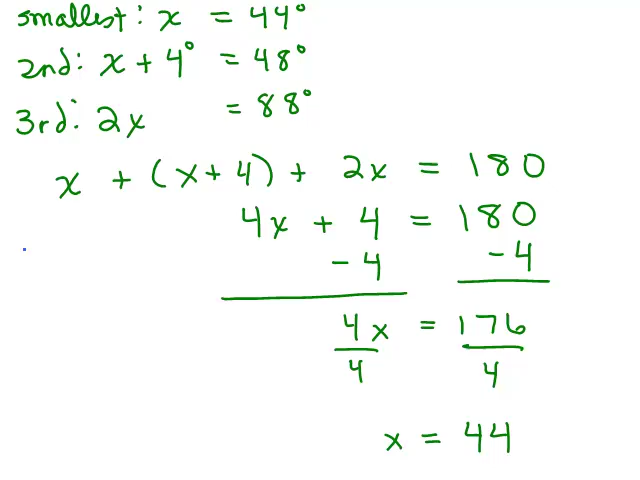 smallest: x = 44°
2nd: x + 4° = 48°
3rd: 2x = 88°
x + (x + 4) + 2x = 180
4x + 4 = 180
- 4 - 4
4x = 176
4 4
x = 44